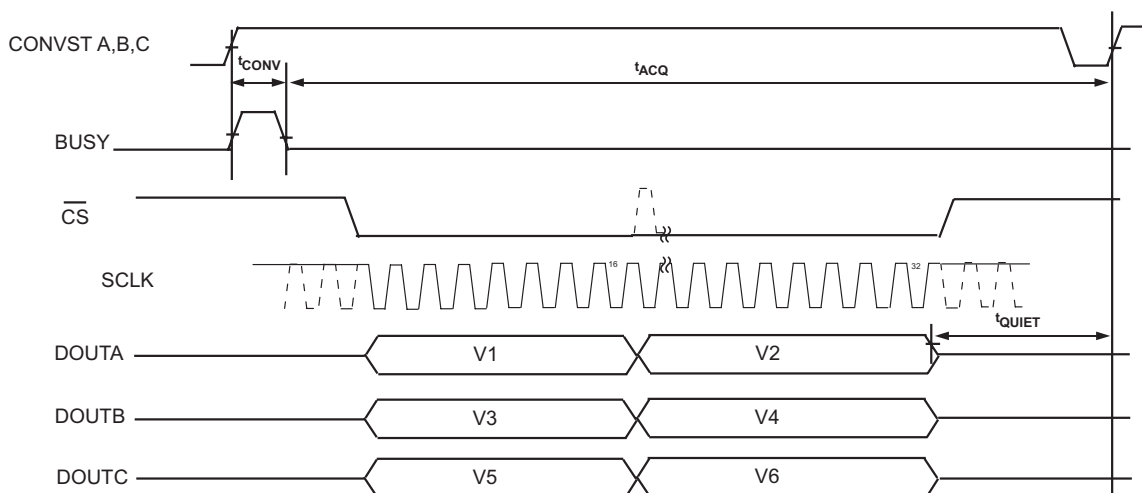 CONVST A,B,C
tCONV
tACQ
BUSY
CS
SCLK
16
32
tQUIET
DOUTA
V1
V2
DOUTB
V3
V4
DOUTC
V5
V6